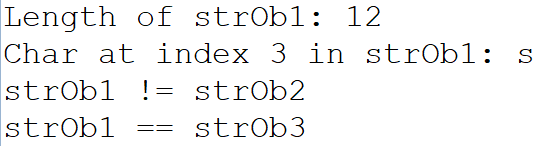 Length of strOb1: 12
Char at index 3 in strOb1: s
strOb1 != strOb2
strOb1 == strOb3